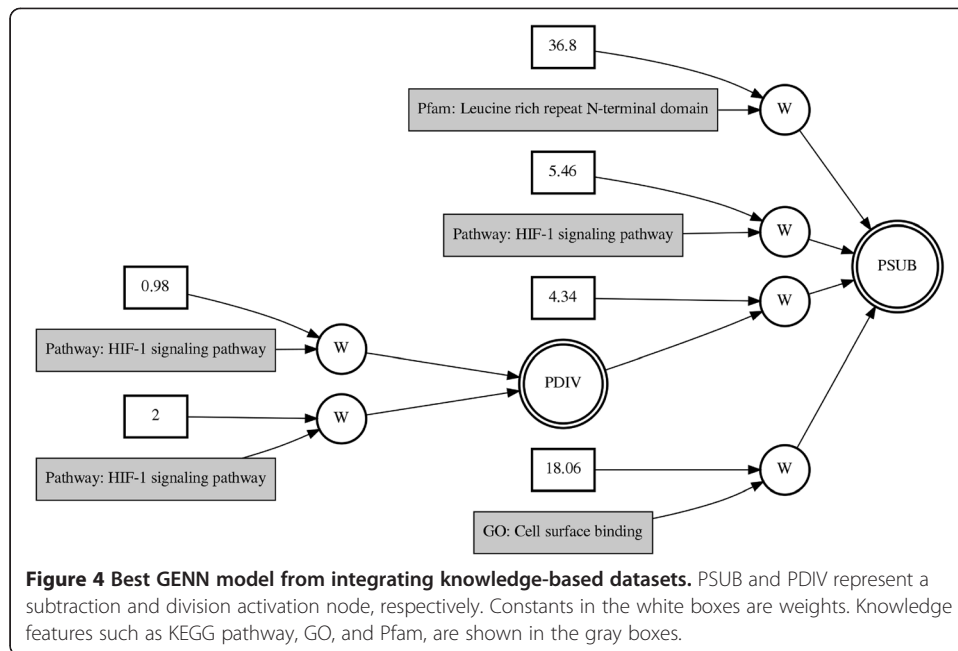 36.8
W
Pfam: Leucine rich repeat N-terminal domain
5.46
W
Pathway: HIF-1 signaling pathway
PSUB
0.98
4.34
W
W
Pathway: HIF-1 signaling pathway
PDIV
2
W
Pathway: HIF-1 signaling pathway
18.06
W
GO: Cell surface binding
Figure 4 Best GENN model from integrating knowledge-based datasets. PSUB and PDIV represent a
subtraction and division activation node, respectively. Constants in the white boxes are weights. Knowledge
features such as KEGG pathway, GO, and Pfam, are shown in the gray boxes.